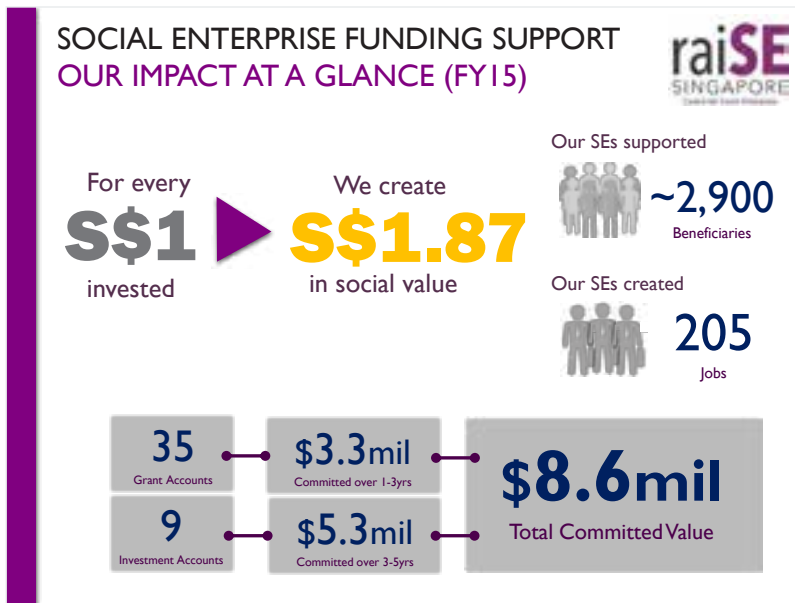 SOCIAL ENTERPRISE FUNDING SUPPORT
OUR IMPACT AT A GLANCE (FY15)
raiSE
SINGAPORE
For every
S$1
invested
We create
S$1.87
in social value
Our SEs supported
~2,900
Beneficiaries
Our SEs created
205
Jobs
35
Grant Accounts
$3.3mil
Committed over 1-3yrs
9
Investment Accounts
$5.3mil
Committed over 3-5yrs
$8.6mil
Total Committed Value